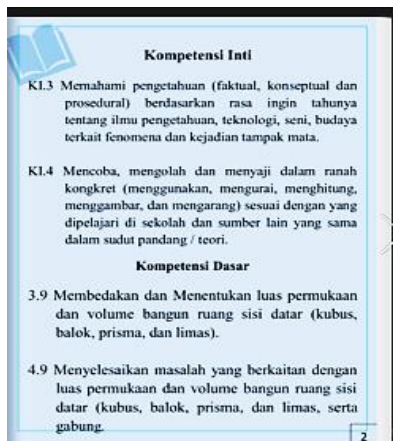 Kompetensi Inti
KI.3 Memahami pengetahuan (faktual, konseptual dan
prosedural) berdasarkan rasa ingin tahunya
tentang ilmu pengetahuan, teknologi, seni, budaya
terkait fenomena dan kejadian tampak mata.
KI.4 Mencoba, mengolah dan menyaji dalam ranah
kongkret (menggunakan, mengurai, menghitung,
menggambar, dan mengarang) sesuai dengan yang
dipelajari di sekolah dan sumber lain yang sama
dalam sudut pandang / teori.
Kompetensi Dasar
3.9 Membedakan dan Menentukan luas permukaan
dan volume bangun ruang sisi datar (kubus,
balok, prisma, dan limas).
4.9 Menyelesaikan masalah yang berkaitan dengan
luas permukaan dan volume bangun ruang sisi
datar (kubus, balok, prisma, dan limas, serta
gabung.
2